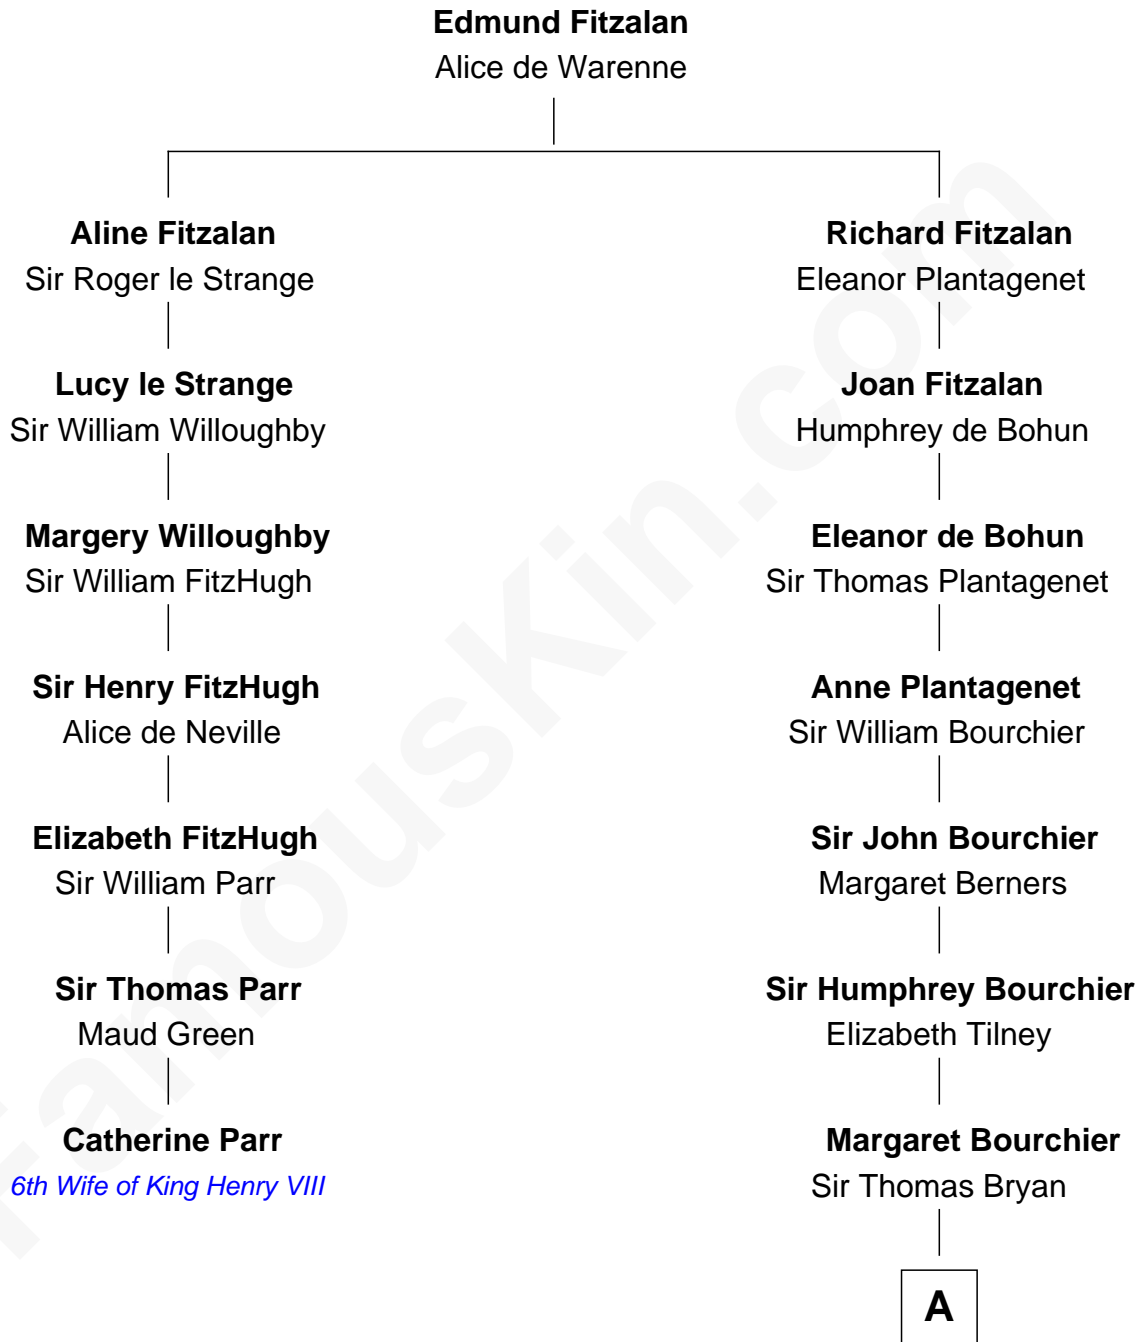 Edmund Fitzalan
Alice de Warenne
Aline Fitzalan
Sir Roger le Strange
Richard Fitzalan
Eleanor Plantagenet
Lucy le Strange
Sir William Willoughby
Joan Fitzalan
Humphrey de Bohun
Margery Willoughby
Sir William FitzHugh
Eleanor de Bohun
Sir Thomas Plantagenet
Sir Henry FitzHugh
Alice de Neville
Anne Plantagenet
Sir William Bourchier
Elizabeth FitzHugh
Sir William Parr
Sir John Bourchier
Margaret Berners
Sir Thomas Parr
Maud Green
Sir Humphrey Bourchier
Elizabeth Tilney
Catherine Parr
6th Wife of King Henry VIII
Margaret Bourchier
Sir Thomas Bryan
A
FamousKin.com